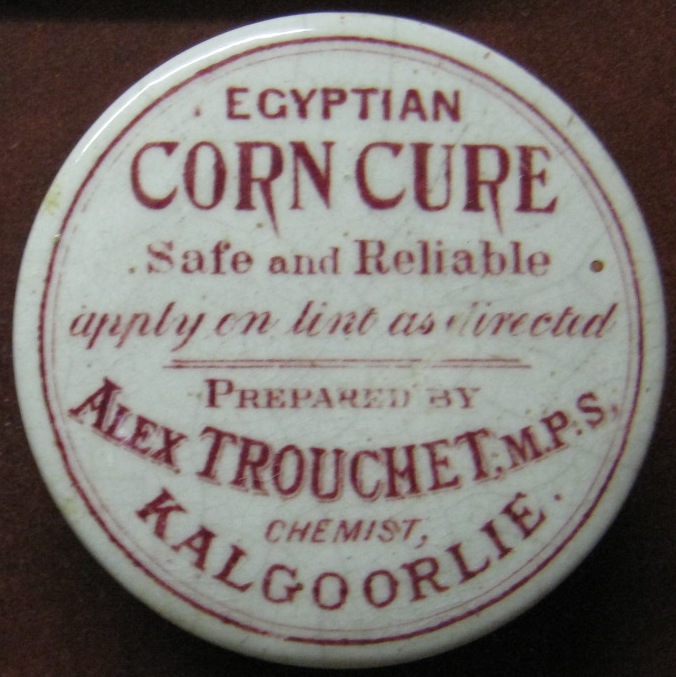 EGYPTIAN
CORN CURE
Safe and Reliable
apply on lint as directed
PREPARED BY
ALEX TROUCHET, M.P.S.
CHEMIST,
KALGOORLIE.